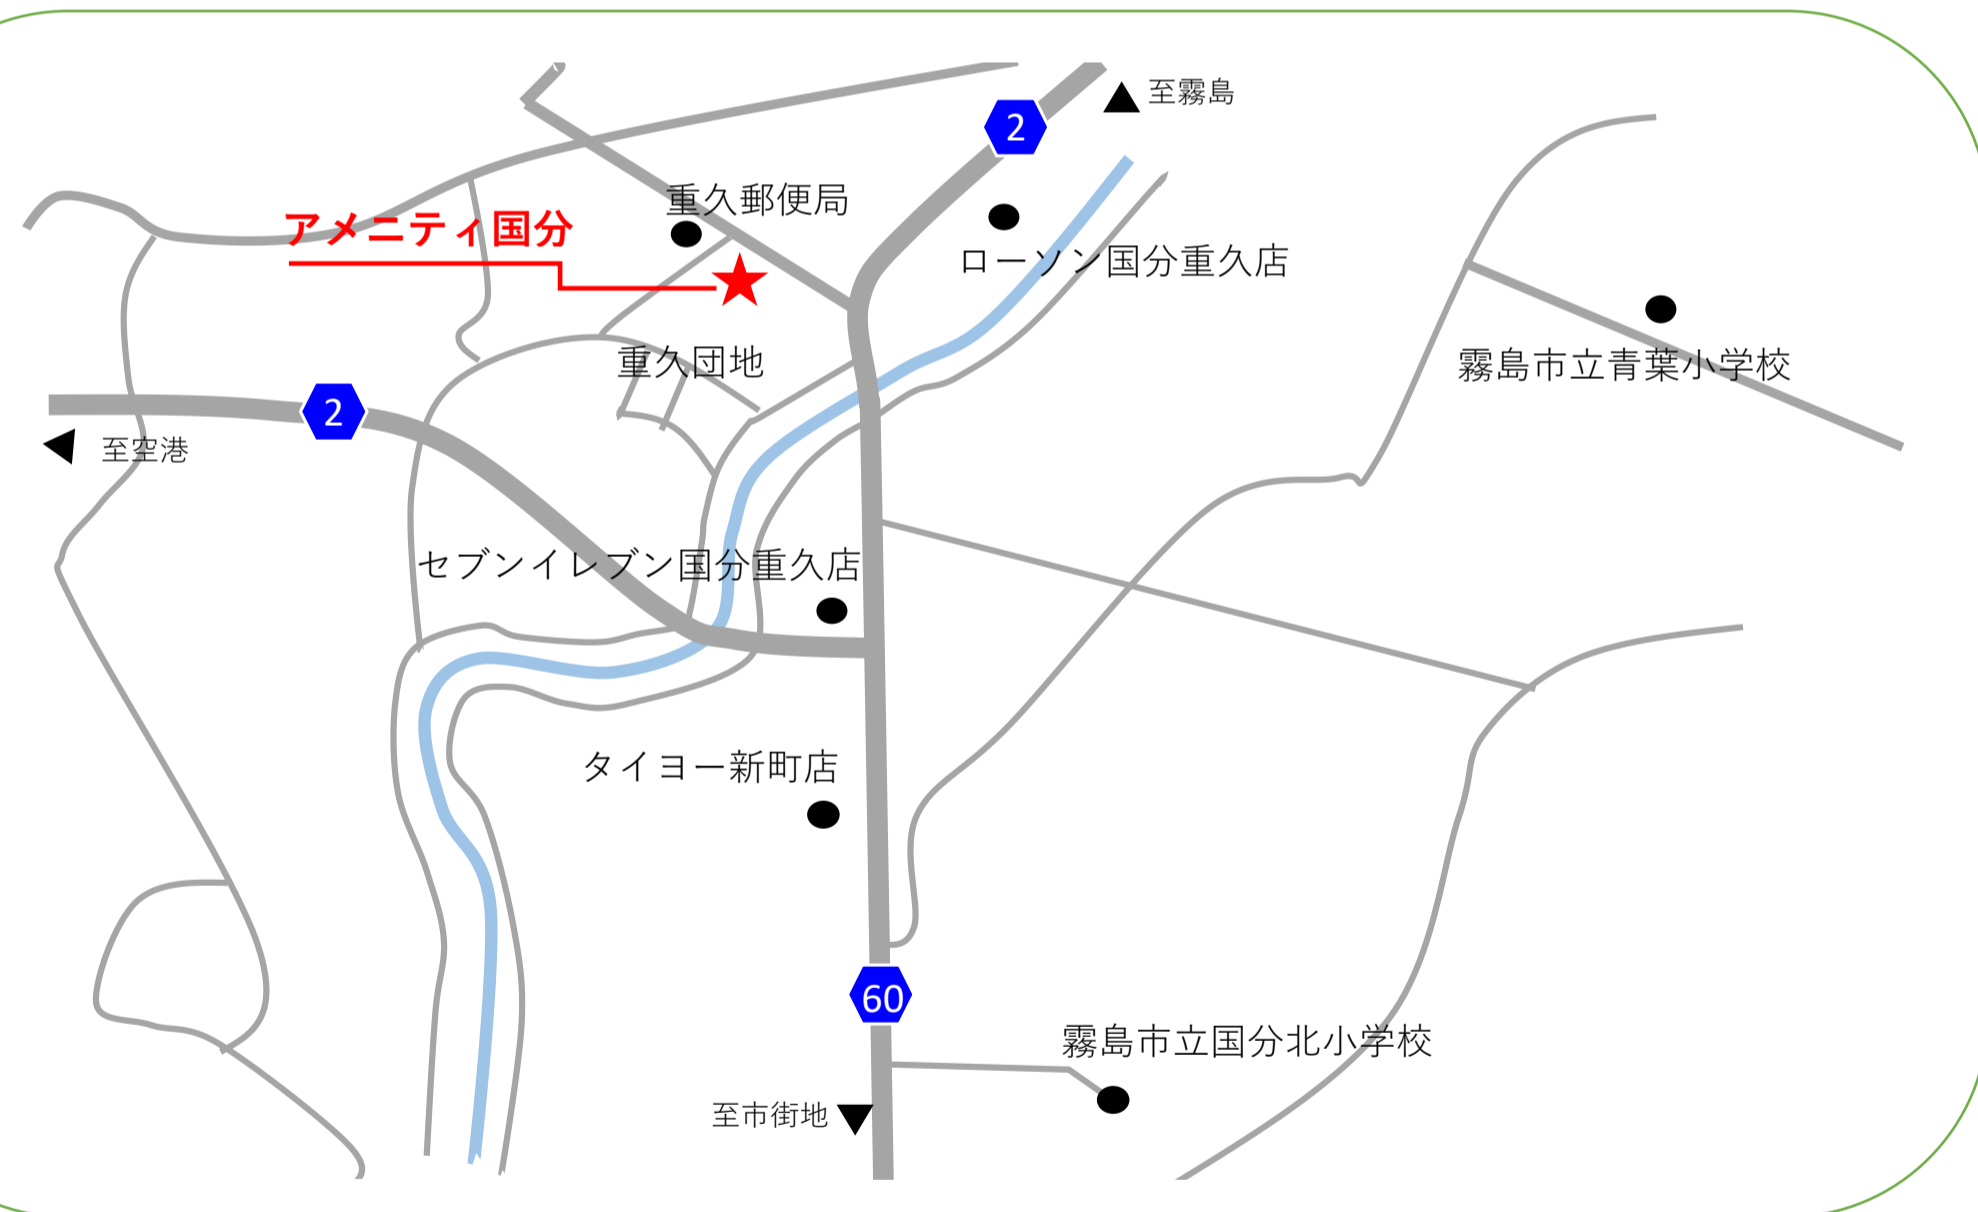 至霧島
2
重久郵便局
アメニティ国分
ローソン国分重久店
重久団地
霧島市立青葉小学校
2
至空港
セブンイレブン国分重久店
タイヨー新町店
60
霧島市立国分北小学校
至市街地